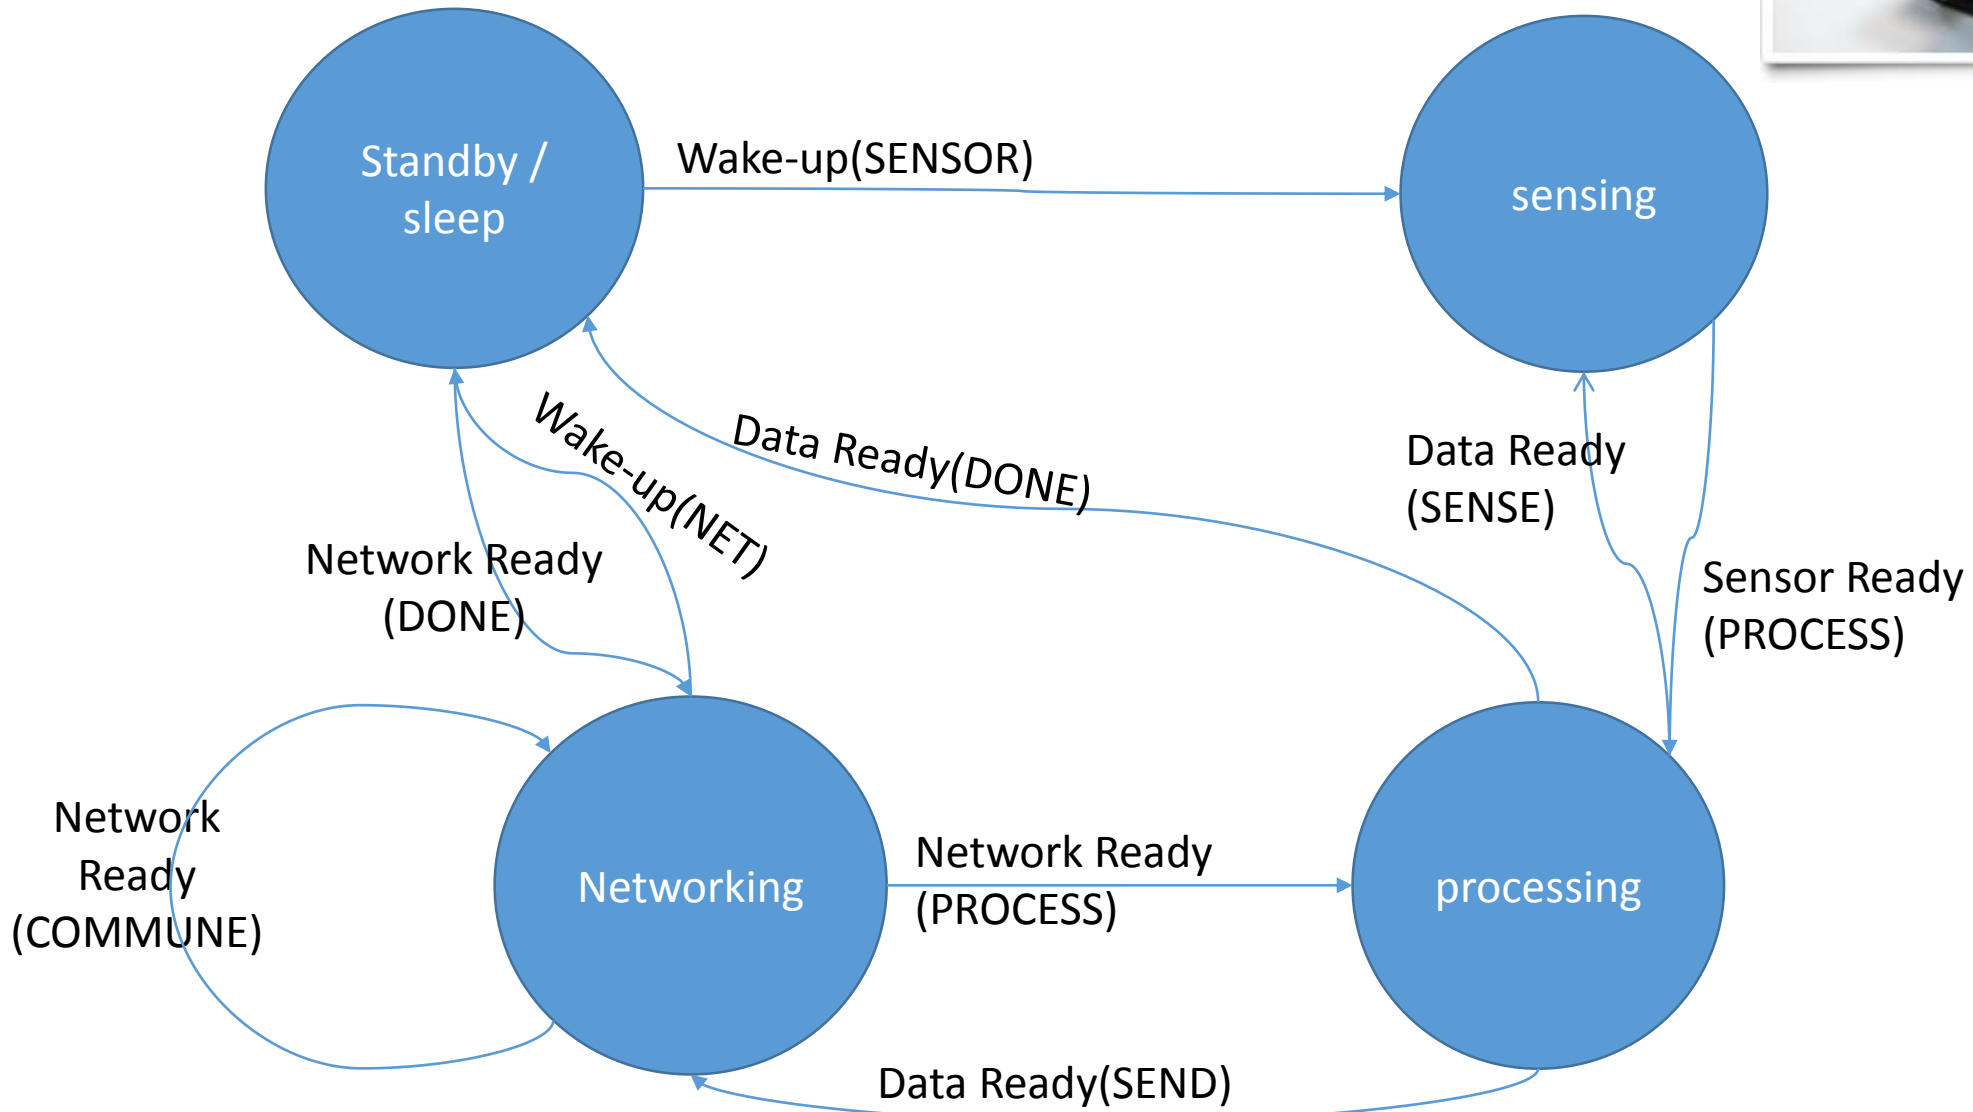 Standby /
sleep
Wake-up(SENSOR)
sensing
Wake-up(NET)
Data Ready(DONE)
Data Ready
(SENSE)
Network Ready
(DONE)
Sensor Ready
(PROCESS)
Network
Ready
(COMMUNE)
Networking
Network Ready
(PROCESS)
processing
Data Ready(SEND)